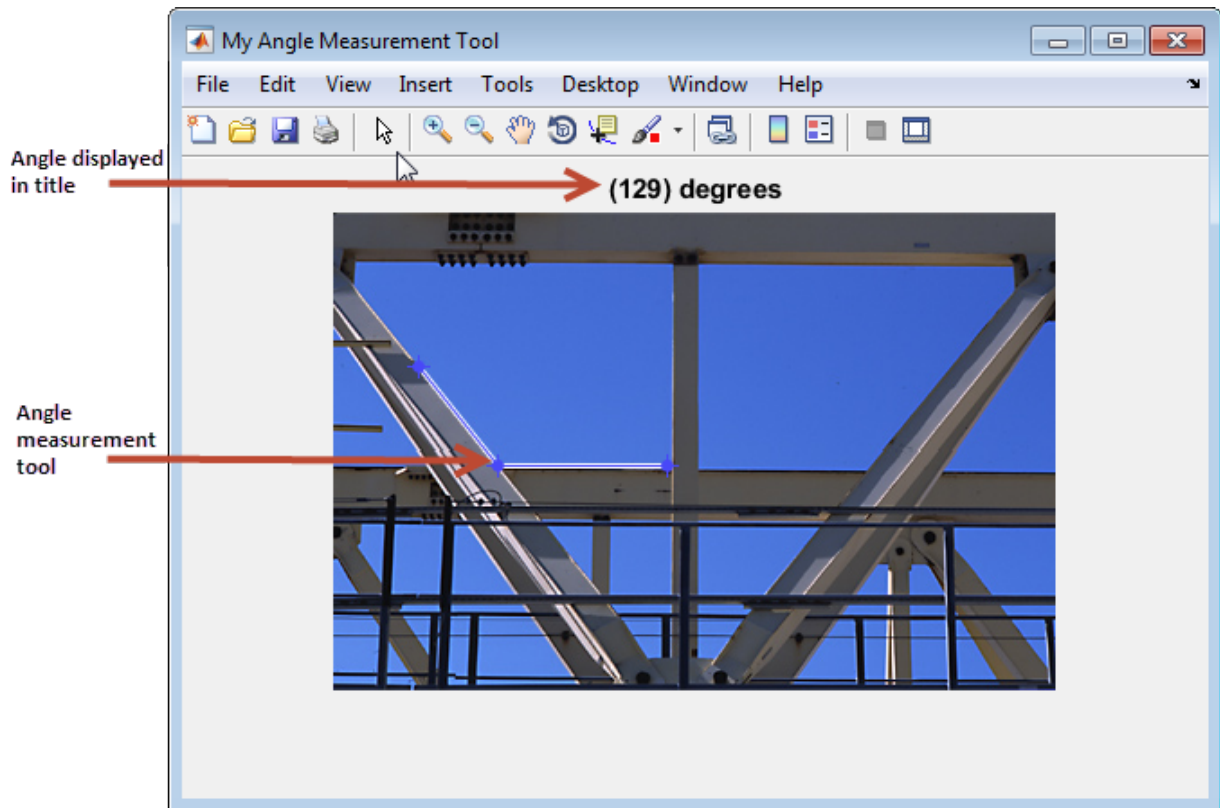 My Angle Measurement Tool
File Edit View Insert Tools Desktop Window Help
Angle displayed
in title
(129) degrees
Angle
measurement
tool